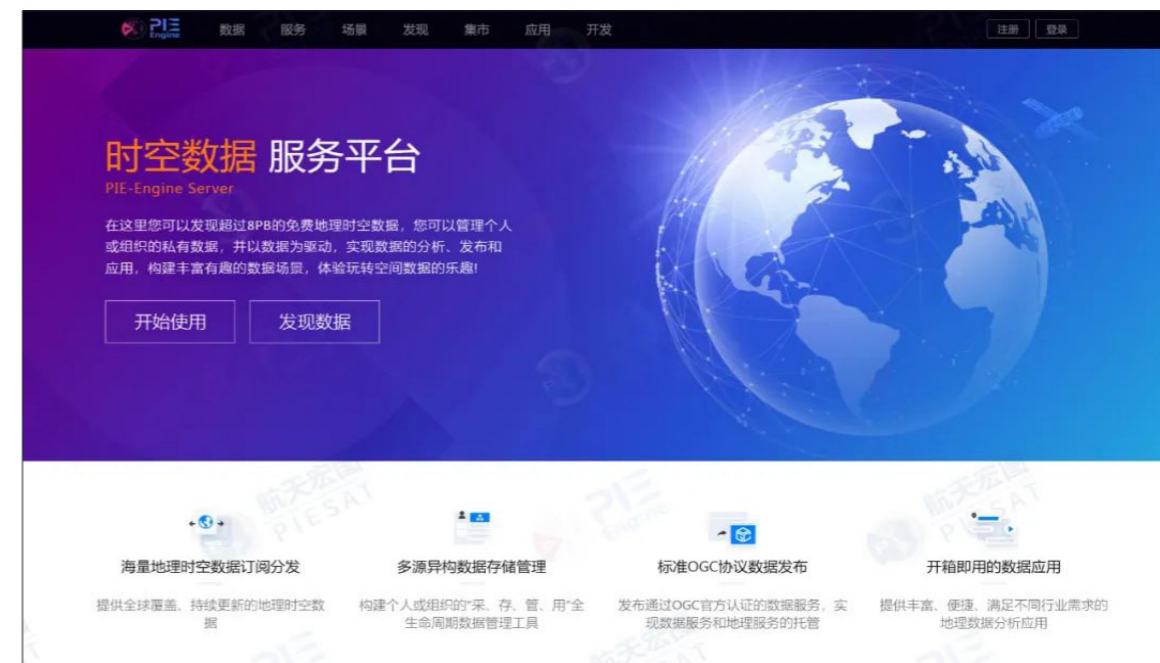 PIE
Engine
数据 服务 场景 发现 集市 应用 开发
注册 登录
时空数据 服务平台
PIE-Engine Server
在这里您可以发现超过8PB的免费地理时空数据，您可以管理个人
或组织的私有数据，并以数据为驱动，实现数据的分析、发布和
应用，构建丰富有趣的数据场景，体验玩转空间数据的乐趣!
开始使用 发现数据
海量地理时空数据订阅分发
提供全球覆盖、持续更新的地理时空数
据
多源异构数据存储管理
构建个人或组织的“采、存、管、用”全
生命周期数据管理工具
标准OGC协议数据发布
发布通过OGC官方认证的数据服务，实
现数据服务和地理服务的托管
开箱即用的数据应用
提供丰富、便捷、满足不同行业需求的
地理数据分析应用
航天宏图
PIESAT
PIE
Engine
航天宏图
PIESAT